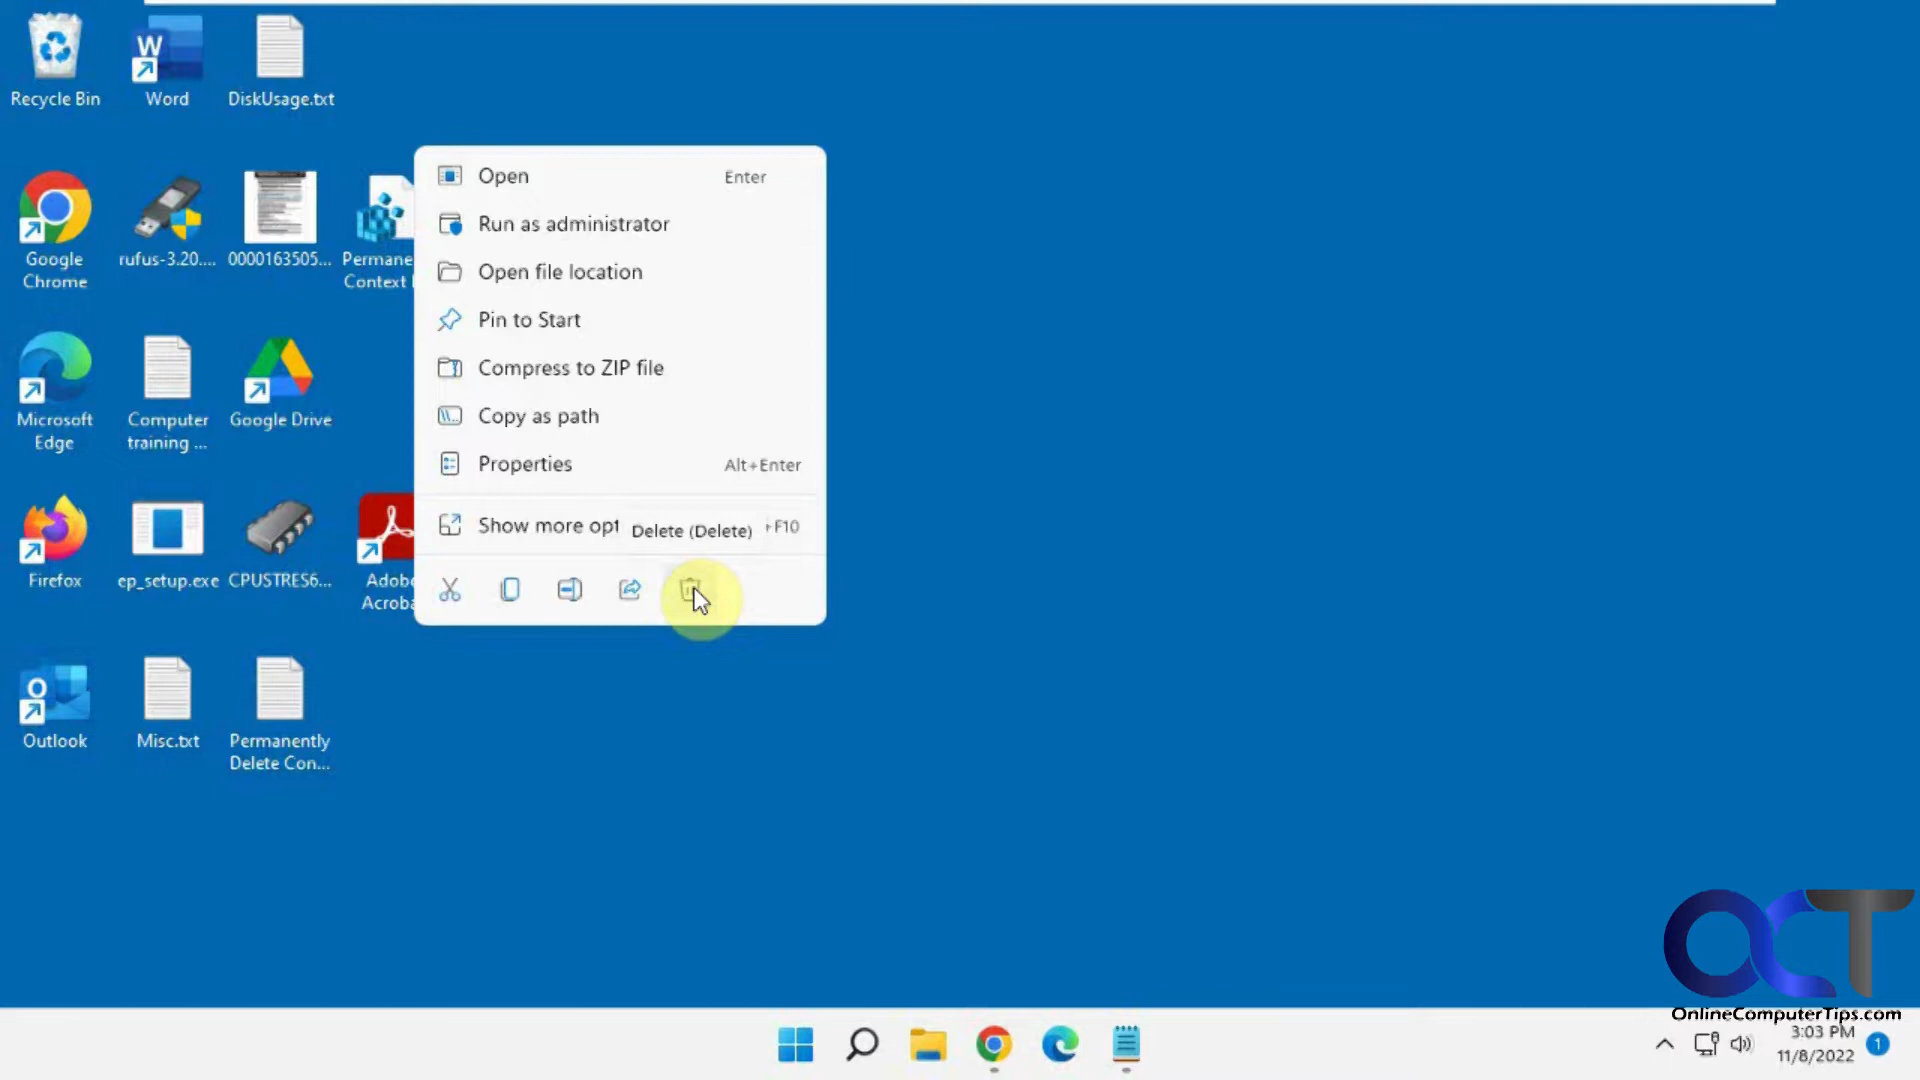 Recycle Bin
Word
DiskUsage.txt
Google
Chrome
rufus-3.20....
0000163505...
Permane
Context
Microsoft
Edge
Computer
training ...
Google Drive
Firefox
ep_setup.exe
CPUSTRES6...
Adobe
Acroba
Outlook
Misc.txt
Permanently
Delete Con...
Open Enter
Run as administrator
Open file location
Pin to Start
Compress to ZIP file
Copy as path
Properties Alt+Enter
Show more opt +F10
Delete (Delete)
OCT
OnlineComputerTips.com
3:03 PM
11/8/2022
1